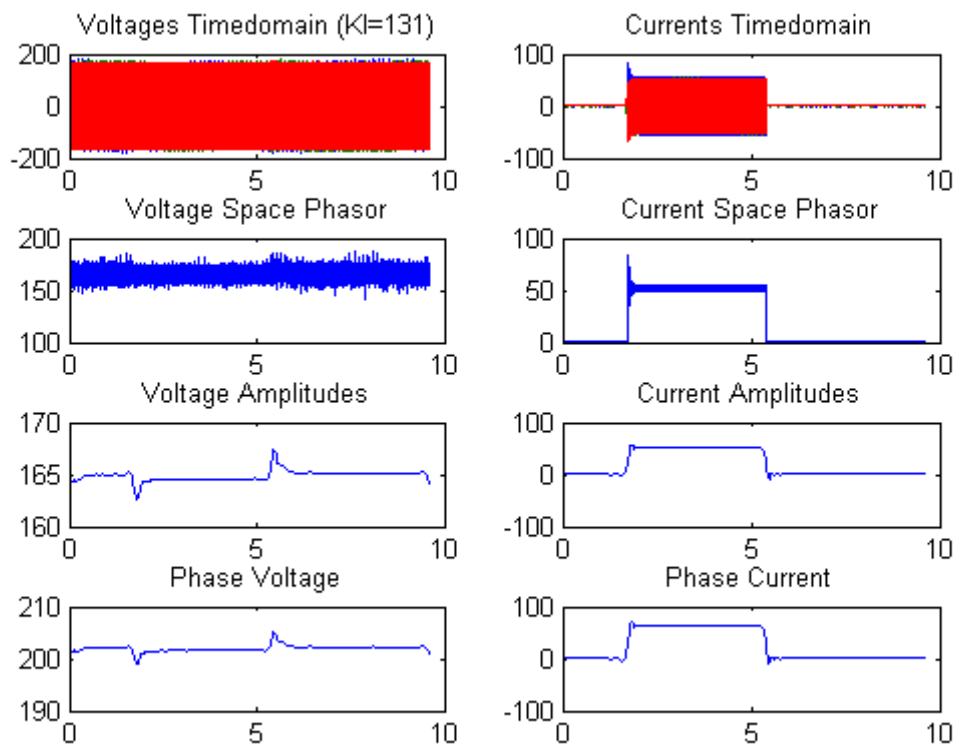 Voltages Timedomain (KI=131)
200
0
-200
0 5 10
Currents Timedomain
100
0
-100
0 5 10
Voltage Space Phasor
200
150
100
0 5 10
Current Space Phasor
100
50
0
0 5 10
Voltage Amplitudes
170
165
160
0 5 10
Current Amplitudes
100
0
-100
0 5 10
Phase Voltage
210
200
190
0 5 10
Phase Current
100
0
-100
0 5 10